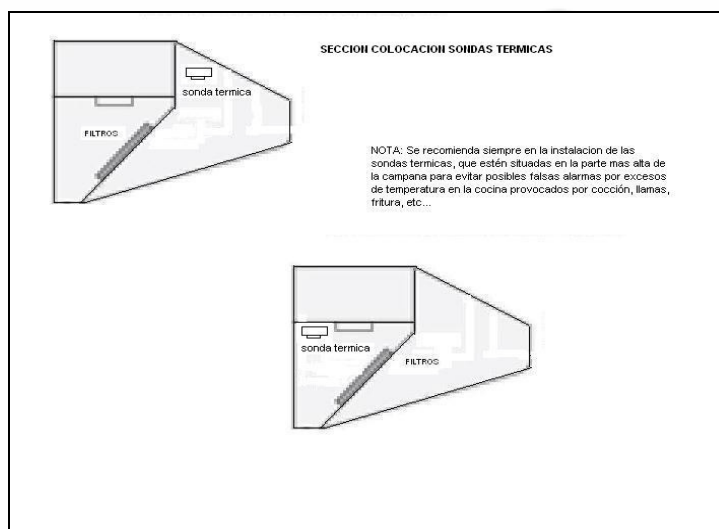 SECCION COLOCACION SONDAS TERMICAS
sonda termica
FILTROS
NOTA: Se recomienda siempre en la instalacion de las
sondas termicas, que estén situadas en la parte mas alta de
la campana para evitar posibles falsas alarmas por excesos
de temperatura en la cocina provocados por cocción, llamas,
fritura, etc...
sonda termica
FILTROS